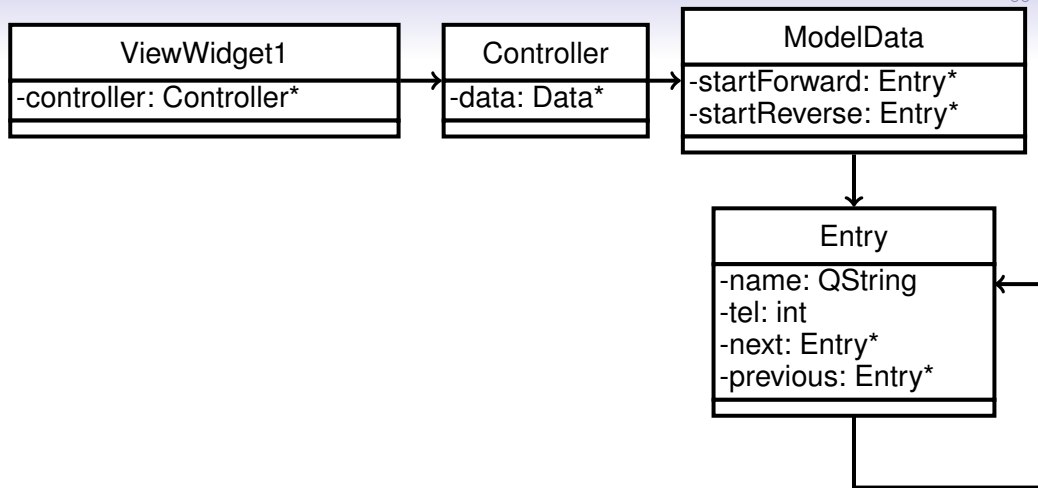 ViewWidget1
-controller: Controller*
Controller
-data: Data*
ModelData
-startForward: Entry*
-startReverse: Entry*
Entry
-name: QString
-tel: int
-next: Entry*
-previous: Entry*